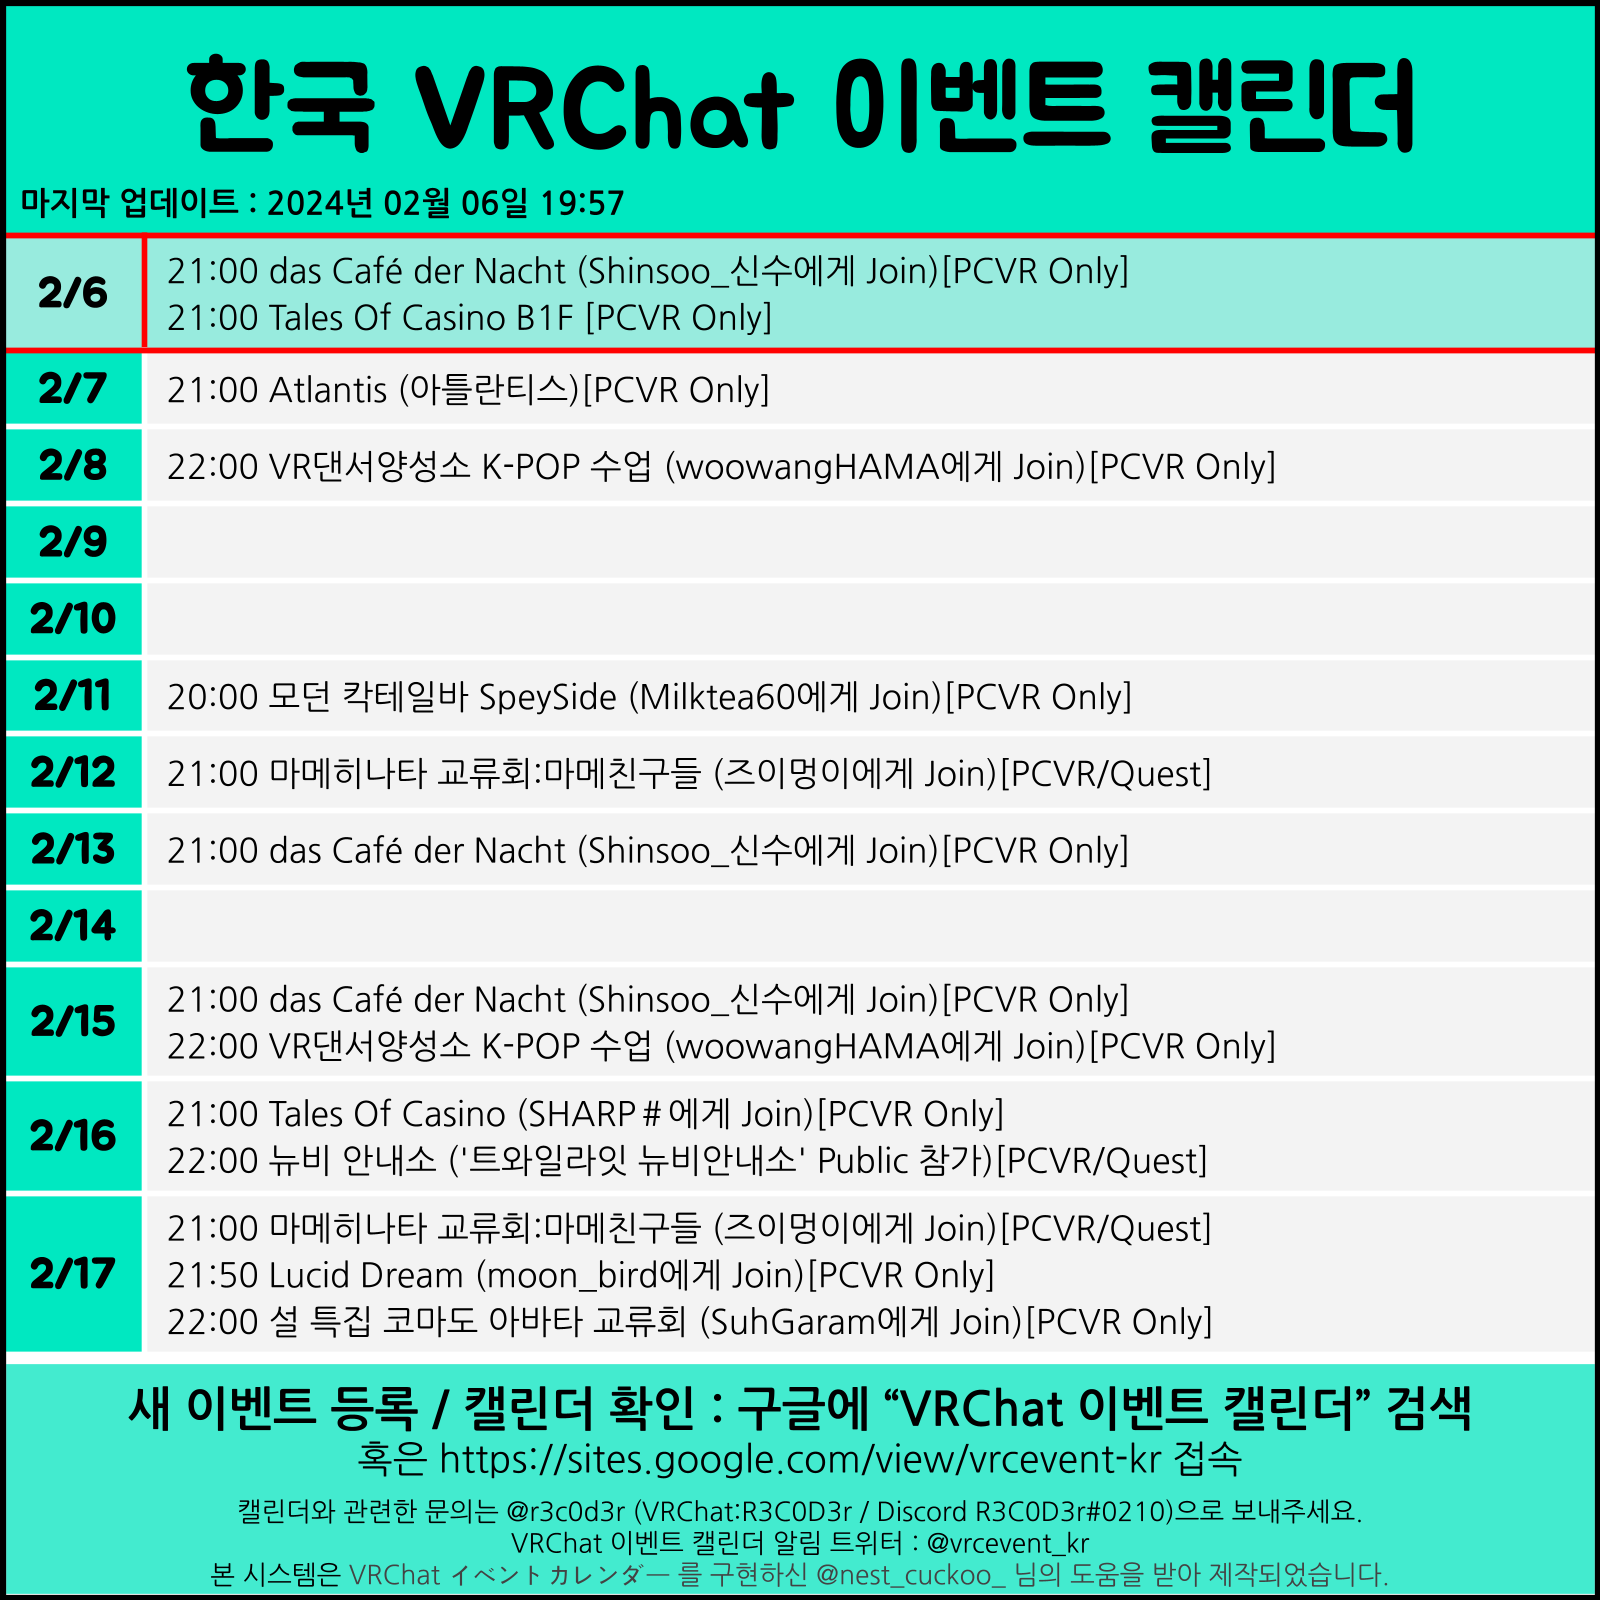 한국 VRChat 이벤트 캘린더
마지막 업데이트 : 2024년 02월 06일 19:57
2/6
21:00 das Café der Nacht (Shinsoo_신수에게 Join)[PCVR Only]
21:00 Tales Of Casino B1F [PCVR Only]
2/7
21:00 Atlantis (아틀란티스)[PCVR Only]
2/8
22:00 VR댄서양성소 K-POP 수업 (woowangHAMA에게 Join)[PCVR Only]
2/9
2/10
2/11
20:00 모던 칵테일바 SpeySide (Milktea60에게 Join)[PCVR Only]
2/12
21:00 마메히나타 교류회:마메친구들 (즈이멍이에게 Join)[PCVR/Quest]
2/13
21:00 das Café der Nacht (Shinsoo_신수에게 Join)[PCVR Only]
2/14
2/15
21:00 das Café der Nacht (Shinsoo_신수에게 Join)[PCVR Only]
22:00 VR댄서양성소 K-POP 수업 (woowangHAMA에게 Join)[PCVR Only]
2/16
21:00 Tales Of Casino (SHARP＃에게 Join)[PCVR Only]
22:00 뉴비 안내소 ('트와일라잇 뉴비안내소' Public 참가)[PCVR/Quest]
2/17
21:00 마메히나타 교류회:마메친구들 (즈이멍이에게 Join)[PCVR/Quest]
21:50 Lucid Dream (moon_bird에게 Join)[PCVR Only]
22:00 설 특집 코마도 아바타 교류회 (SuhGaram에게 Join)[PCVR Only]
새 이벤트 등록 / 캘린더 확인 : 구글에 “VRChat 이벤트 캘린더” 검색
혹은 https://sites.google.com/view/vrcevent-kr 접속
캘린더와 관련한 문의는 @r3c0d3r (VRChat:R3C0D3r / Discord R3C0D3r#0210)으로 보내주세요.
VRChat 이벤트 캘린더 알림 트위터 : @vrcevent_kr
본 시스템은 VRChat イベントカレンダー 를 구현하신 @nest_cuckoo_ 님의 도움을 받아 제작되었습니다.